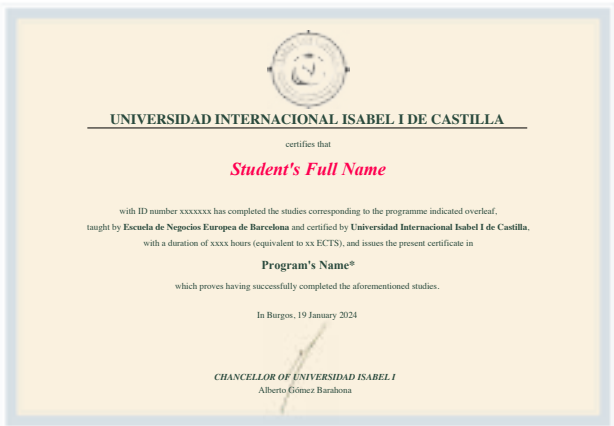 UNIVERSIDAD INTERNACIONAL ISABEL I DE CASTILLA
certifies that
Student's Full Name
with ID number xxxxxxx has completed the studies corresponding to the programme indicated overleaf,
taught by Escuela de Negocios Europea de Barcelona and certified by Universidad Internacional Isabel I de Castilla,
with a duration of xxxx hours (equivalent to xx ECTS), and issues the present certificate in
Program's Name*
which proves having successfully completed the aforementioned studies.
In Burgos, 19 January 2024
CHANCELLOR OF UNIVERSIDAD ISABEL I
Alberto Gómez Barahona